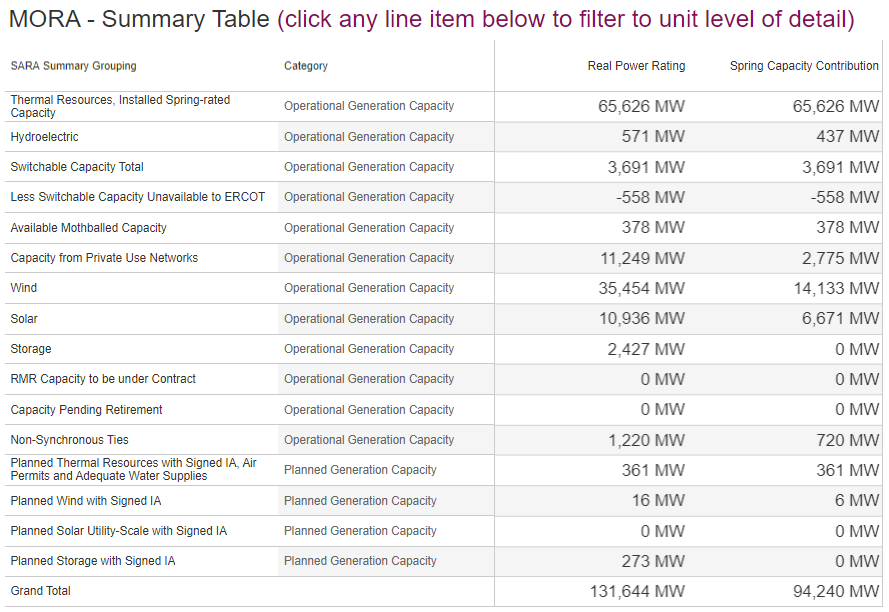 MORA - Summary Table (click any line item below to filter to unit level of detail)
SARA Summary Grouping Category Real Power Rating Spring Capacity Contribution
Thermal Resources, Installed Spring-rated
Capacity Operational Generation Capacity 65,626 MW 65,626 MW
Hydroelectric Operational Generation Capacity 571 MW 437 MW
Switchable Capacity Total Operational Generation Capacity 3,691 MW 3,691 MW
Less Switchable Capacity Unavailable to ERCOT Operational Generation Capacity -558 MW -558 MW
Available Mothballed Capacity Operational Generation Capacity 378 MW 378 MW
Capacity from Private Use Networks Operational Generation Capacity 11,249 MW 2,775 MW
Wind Operational Generation Capacity 35,454 MW 14,133 MW
Solar Operational Generation Capacity 10,936 MW 6,671 MW
Storage Operational Generation Capacity 2,427 MW 0 MW
RMR Capacity to be under Contract Operational Generation Capacity 0 MW 0 MW
Capacity Pending Retirement Operational Generation Capacity 0 MW 0 MW
Non-Synchronous Ties Operational Generation Capacity 1,220 MW 720 MW
Planned Thermal Resources with Signed IA, Air
Permits and Adequate Water Supplies Planned Generation Capacity 361 MW 361 MW
Planned Wind with Signed IA Planned Generation Capacity 16 MW 6 MW
Planned Solar Utility-Scale with Signed IA Planned Generation Capacity 0 MW 0 MW
Planned Storage with Signed IA Planned Generation Capacity 273 MW 0 MW
Grand Total 131,644 MW 94,240 MW